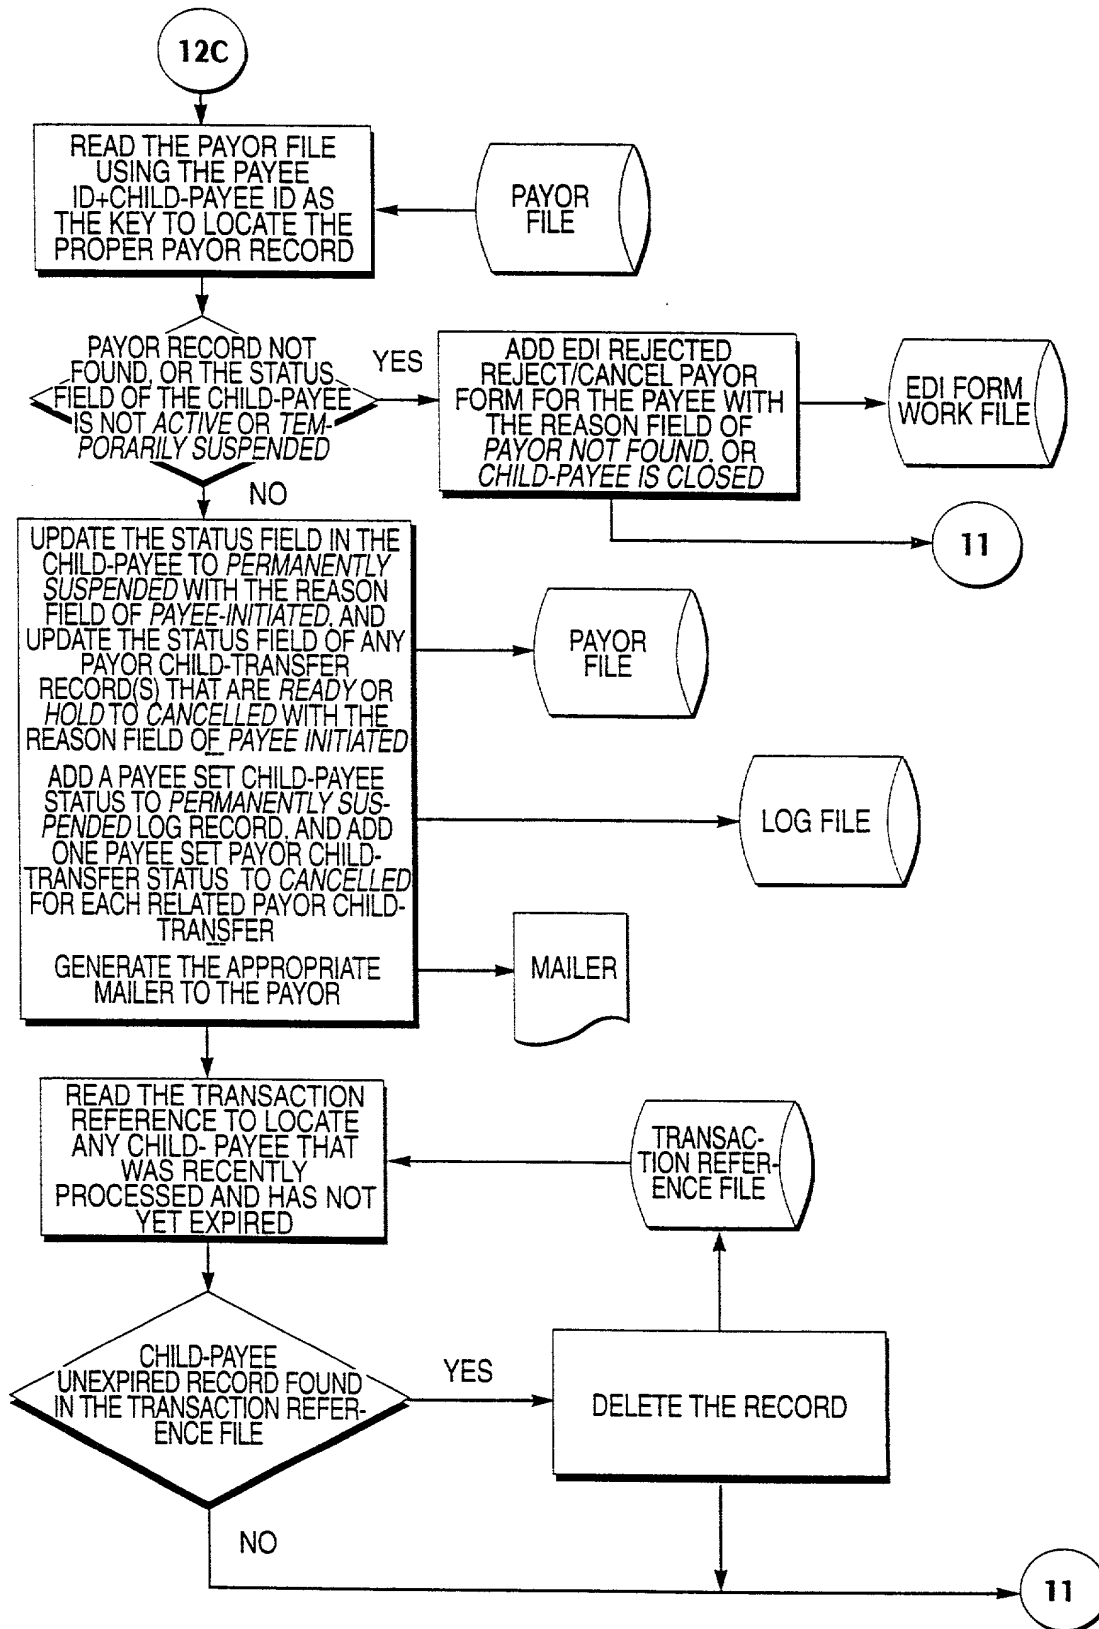 12C
READ THE PAYOR FILE
USING THE PAYEE
ID+CHILD-PAYEE ID AS
THE KEY TO LOCATE THE
PROPER PAYOR RECORD
PAYOR
FILE
PAYOR RECORD NOT
FOUND, OR THE STATUS
FIELD OF THE CHILD-PAYEE
IS NOT ACTIVE OR TEM-
PORARILY SUSPENDED
YES
ADD EDI REJECTED
REJECT/CANCEL PAYOR
FORM FOR THE PAYEE WITH
THE REASON FIELD OF
PAYOR NOT FOUND, OR
CHILD-PAYEE IS CLOSED
EDI FORM
WORK FILE
11
NO
UPDATE THE STATUS FIELD IN THE
CHILD-PAYEE TO PERMANENTLY
SUSPENDED WITH THE REASON
FIELD OF PAYEE-INITIATED, AND
UPDATE THE STATUS FIELD OF ANY
PAYOR CHILD-TRANSFER
RECORD(S) THAT ARE READY OR
HOLD TO CANCELLED WITH THE
REASON FIELD OF PAYEE INITIATED
PAYOR
FILE
ADD A PAYEE SET CHILD-PAYEE
STATUS TO PERMANENTLY SUS-
PENDED LOG RECORD, AND ADD
ONE PAYEE SET PAYOR CHILD-
TRANSFER STATUS TO CANCELLED
FOR EACH RELATED PAYOR CHILD-
TRANSFER
LOG FILE
GENERATE THE APPROPRIATE
MAILER TO THE PAYOR
MAILER
READ THE TRANSACTION
REFERENCE TO LOCATE
ANY CHILD- PAYEE THAT
WAS RECENTLY
PROCESSED AND HAS NOT
YET EXPIRED
TRANSAC-
TION REFER-
ENCE FILE
CHILD-PAYEE
UNEXPIRED RECORD FOUND
IN THE TRANSACTION REFER-
ENCE FILE
YES
DELETE THE RECORD
NO
11